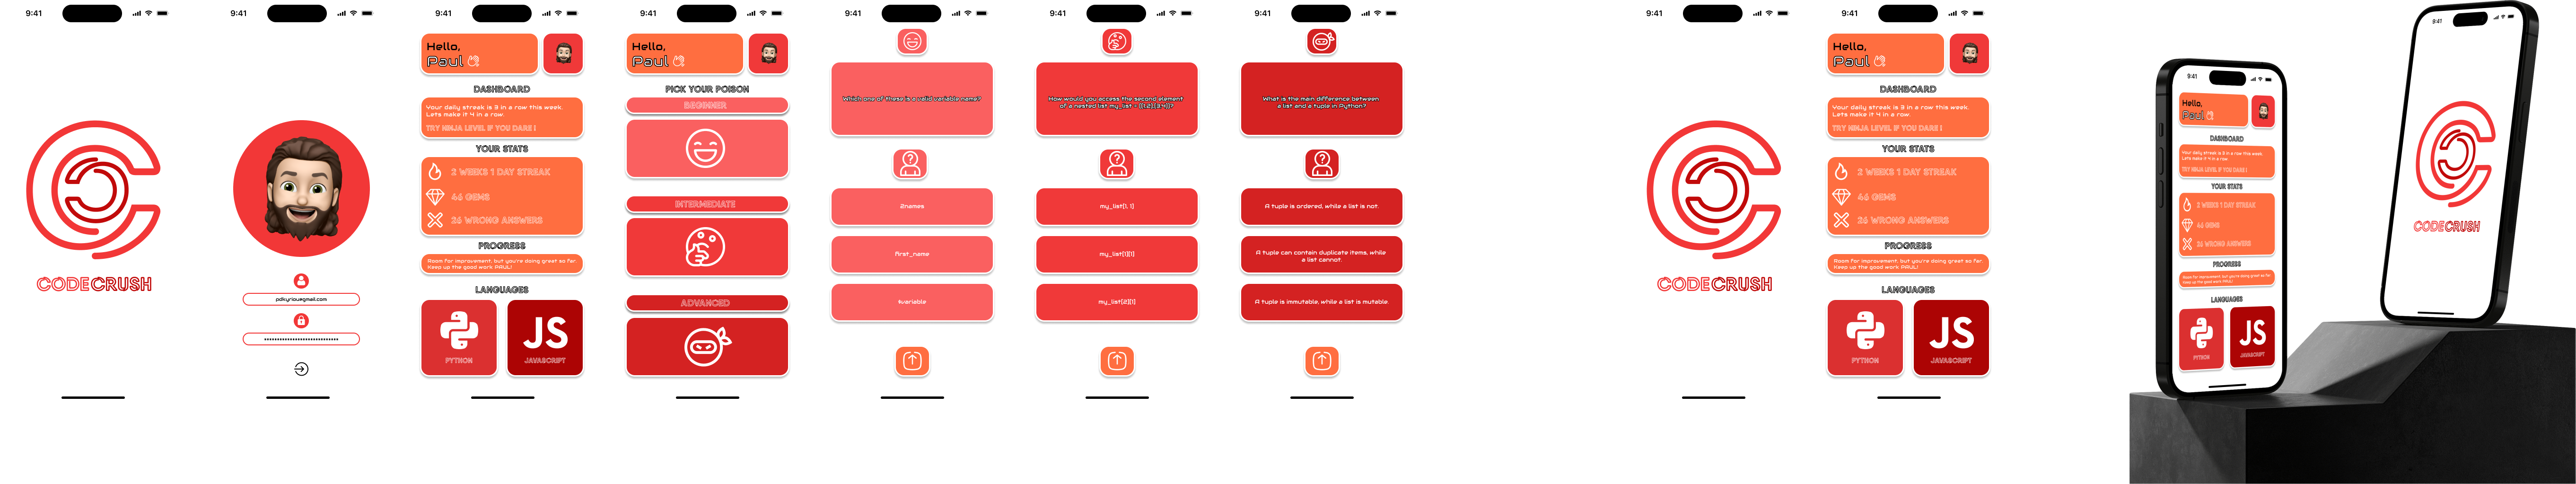 9:41
CODECRUSH
9:41
pdkyriou@gmail.com
9:41
Hello,
Paul
DASHBOARD
Your daily streak is 3 in a row this week.
Lets make it 4 in a row.
TRY NINJA LEVEL IF YOU DARE !
YOUR STATS
2 WEEKS 1 DAY STREAK
46 GEMS
26 WRONG ANSWERS
PROGRESS
Room for improvement, but you're doing great so far.
Keep up the good work PAUL!
LANGUAGES
PYTHON
JS
JAVASCRIPT
9:41
Hello,
Paul
PICK YOUR POISON
BEGINNER
INTERMEDIATE
ADVANCED
9:41
Which one of these is a valid variable name?
?
2names
first_name
9:41
How would you access the second element
?
my_list[1, 1]
my_list[1][1]
my_list[2][1]
9:41
What is the main difference between
a list and a tuple in Python?
?
A tuple is ordered, while a list is not.
A tuple can contain duplicate items, while
a list cannot.
A tuple is immutable, while a list is mutable.
9:41
CODECRUSH
9:41
Hello,
Paul
DASHBOARD
Your daily streak is 3 in a row this week.
Lets make it 4 in a row.
TRY NINJA LEVEL IF YOU DARE !
YOUR STATS
2 WEEKS 1 DAY STREAK
46 GEMS
26 WRONG ANSWERS
PROGRESS
Room for improvement, but you're doing great so far.
Keep up the good work PAUL!
LANGUAGES
PYTHON
JS
JAVASCRIPT
9:41
Hello,
Paul
DASHBOARD
Your daily streak is 3 in a row this week.
Lets make it 4 in a row.
TRY NINJA LEVEL IF YOU DARE !
YOUR STATS
2 WEEKS 1 DAY STREAK
46 GEMS
26 WRONG ANSWERS
PROGRESS
Room for improvement, but you're doing great so far.
Keep up the good work PAUL!
LANGUAGES
PYTHON
JS
JAVASCRIPT
9:41
CODECRUSH